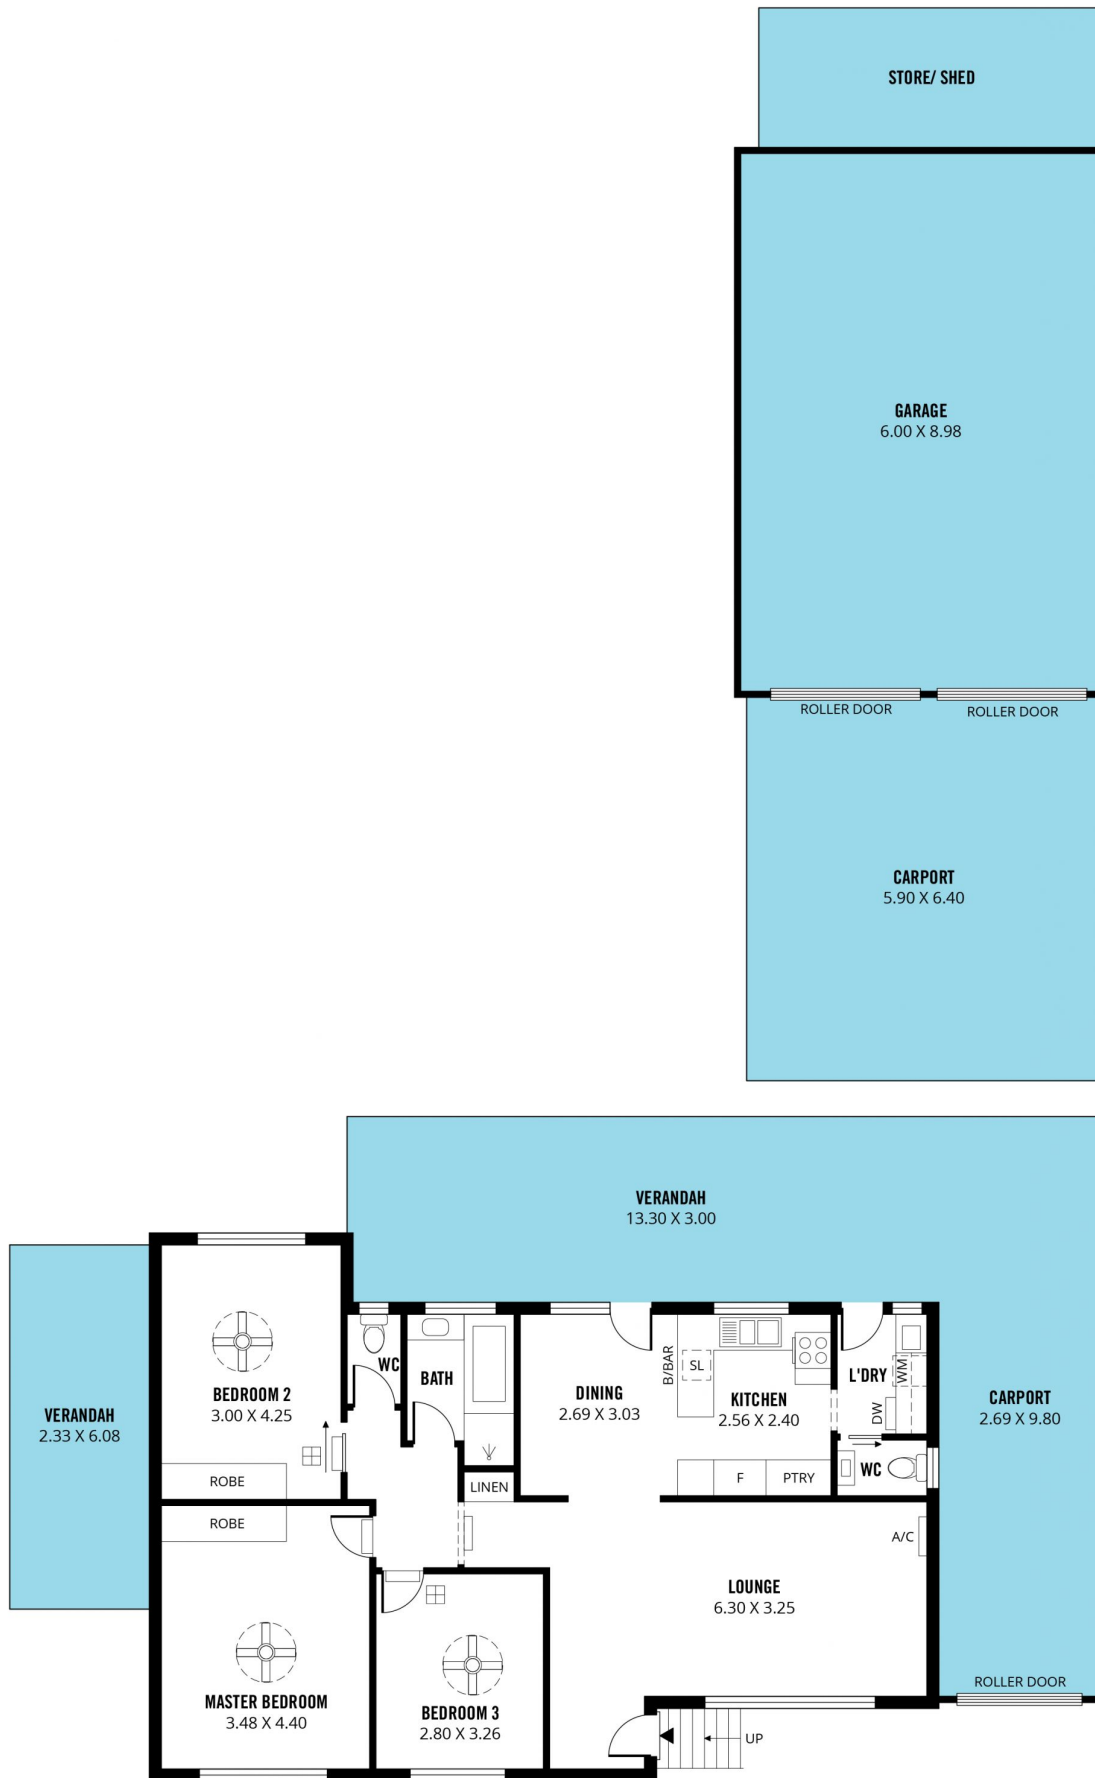 STORE/ SHED
GARAGE
6.00 X 8.98
ROLLER DOOR
ROLLER DOOR
CARPORT
5.90 X 6.40
VERANDAH
13.30 X 3.00
VERANDAH
2.33 X 6.08
BEDROOM 2
3.00 X 4.25
ROBE
ROBE
WC
BATH
LINEN
DINING
2.69 X 3.03
B/BAR
SL
KITCHEN
2.56 X 2.40
F
PTRY
L'DRY
WM
DW
WC
CARPORT
2.69 X 9.80
A/C
LOUNGE
6.30 X 3.25
ROLLER DOOR
MASTER BEDROOM
3.48 X 4.40
BEDROOM 3
2.80 X 3.26
UP